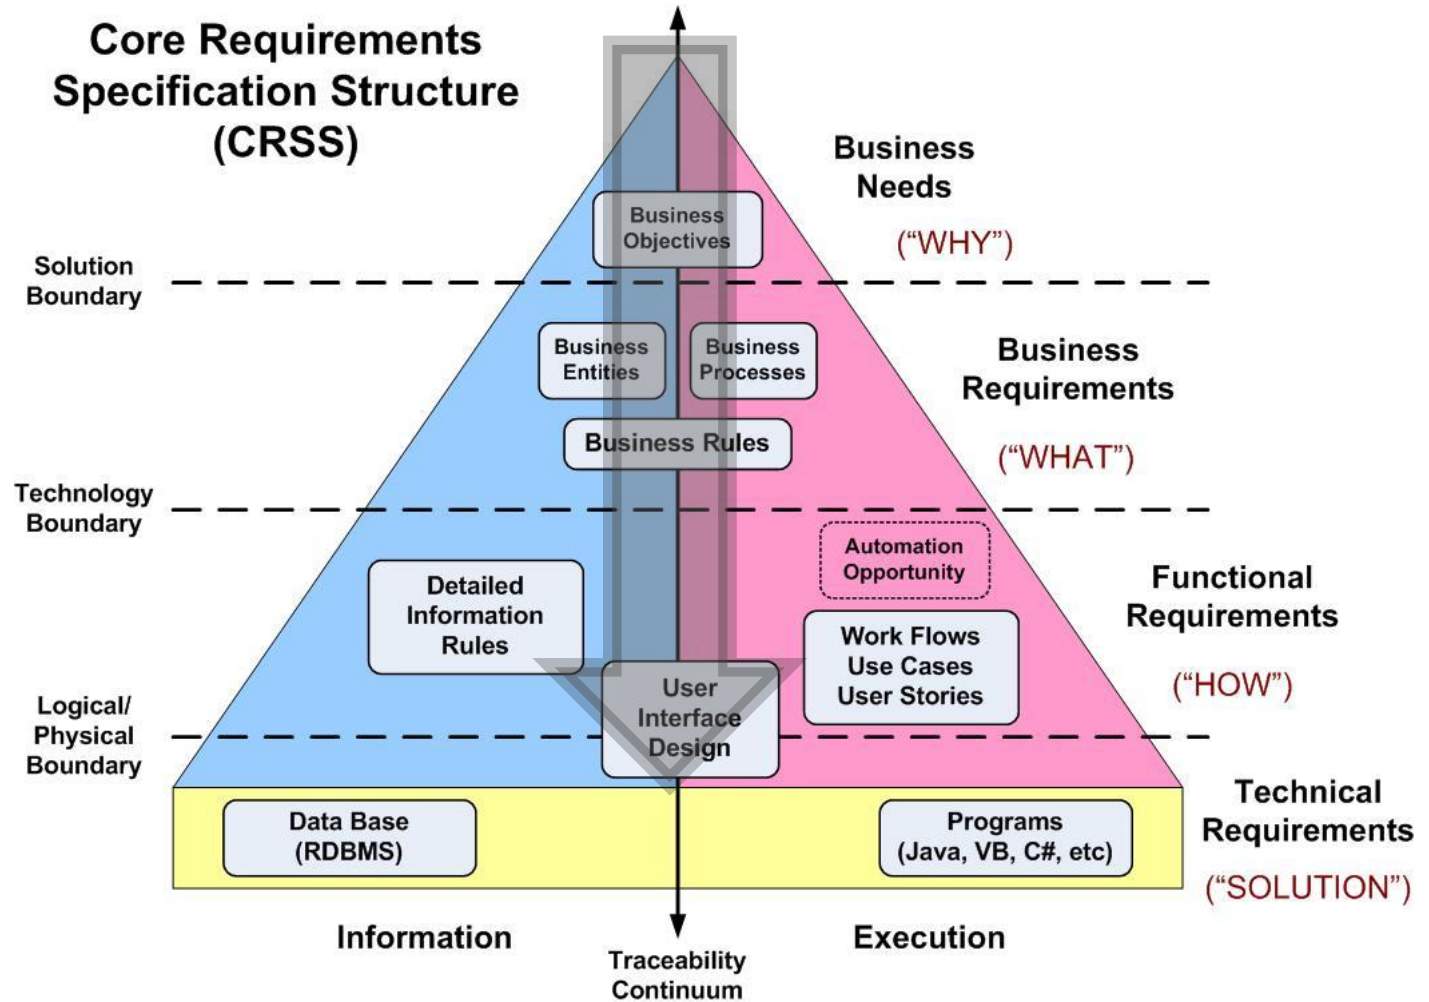 Core Requirements
Specification Structure
(CRSS)
Business
Needs
(“WHY”)
Business
Objectives
Solution
Boundary
Business
Entities
Business
Processes
Business
Requirements
Business Rules
(“WHAT”)
Technology
Boundary
Automation
Opportunity
Detailed
Information
Rules
Functional
Requirements
Work Flows
Use Cases
User Stories
User
Interface
Design
(“HOW”)
Logical/
Physical
Boundary
Technical
Requirements
Data Base
(RDBMS)
Programs
(Java, VB, C#, etc)
(“SOLUTION”)
Information
Execution
Traceability
Continuum